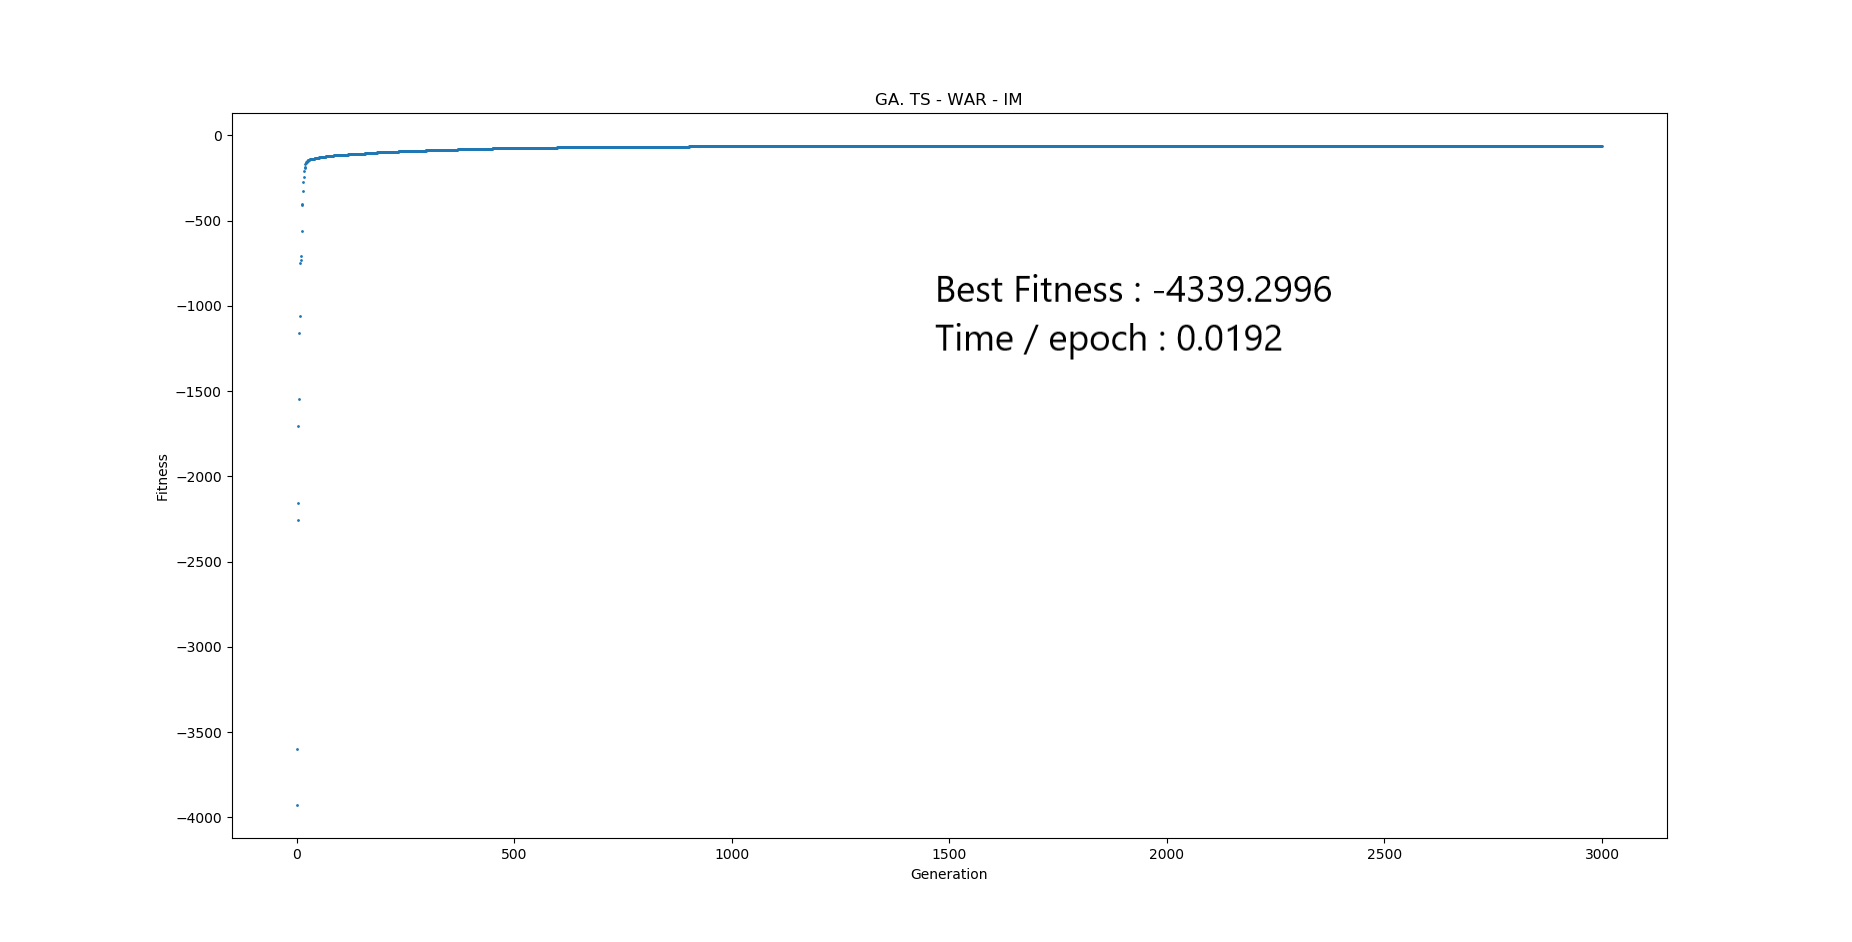 GA. TS - WAR - IM
0
−500
−1000
−1500
−2000
−2500
−3000
−3500
−4000
Fitness
Best Fitness : -4339.2996
Time / epoch : 0.0192
0 500 1000 1500 2000 2500 3000
Generation